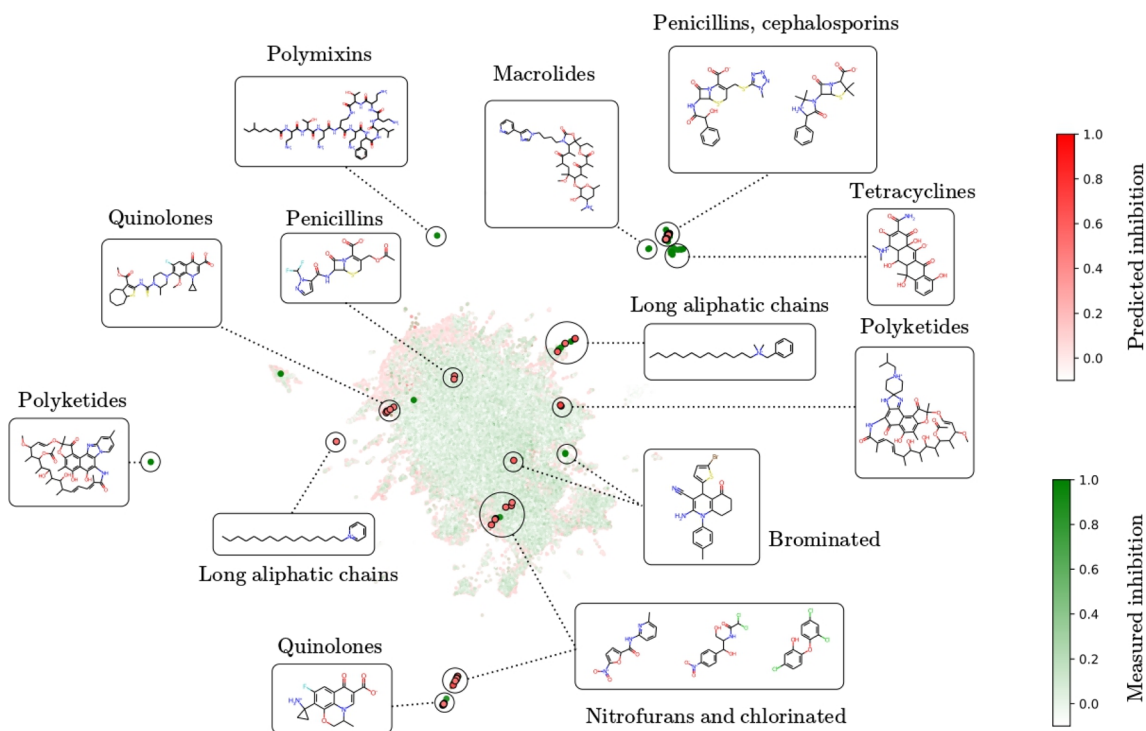 Penicillins, cephalosporins
Polymixins
Macrolides
Tetracyclines
Quinolones
Penicillins
Long aliphatic chains
Polyketides
Polyketides
Brominated
Long aliphatic chains
Quinolones
Nitrofurans and chlorinated
1.0
0.8
0.6
0.4
0.2
0.0
Predicted inhibition
1.0
0.8
0.6
0.4
0.2
0.0
Measured inhibition